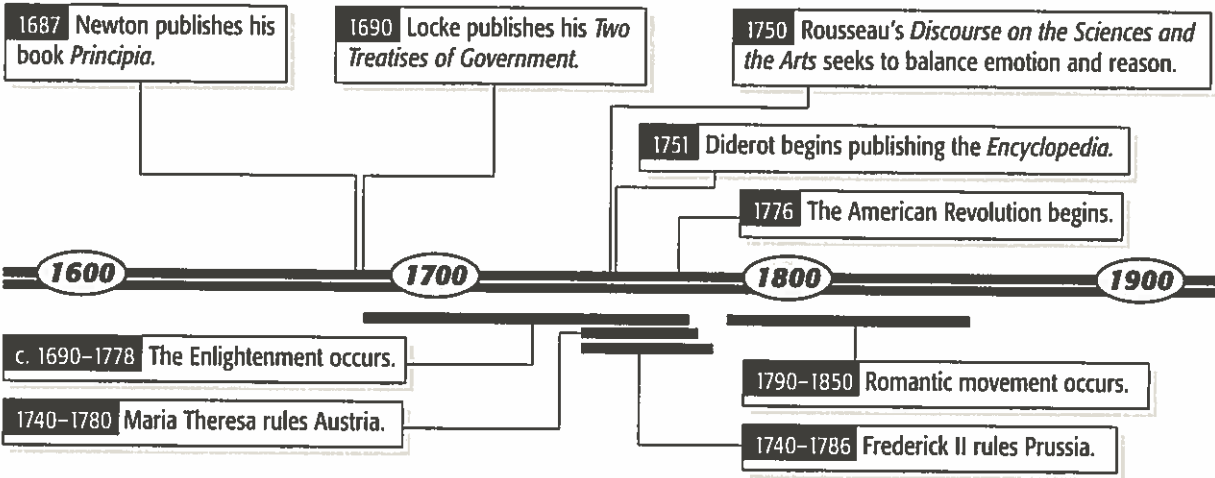 1687 Newton publishes his
book Principia.
1690 Locke publishes his Two
Treatises of Government.
1750 Rousseau's Discourse on the Sciences and
the Arts seeks to balance emotion and reason.
1751 Diderot begins publishing the Encyclopedia.
1776 The American Revolution begins.
1600
1700
1800
1900
c. 1690–1778 The Enlightenment occurs.
1740–1780 Maria Theresa rules Austria.
1790–1850 Romantic movement occurs.
1740–1786 Frederick II rules Prussia.